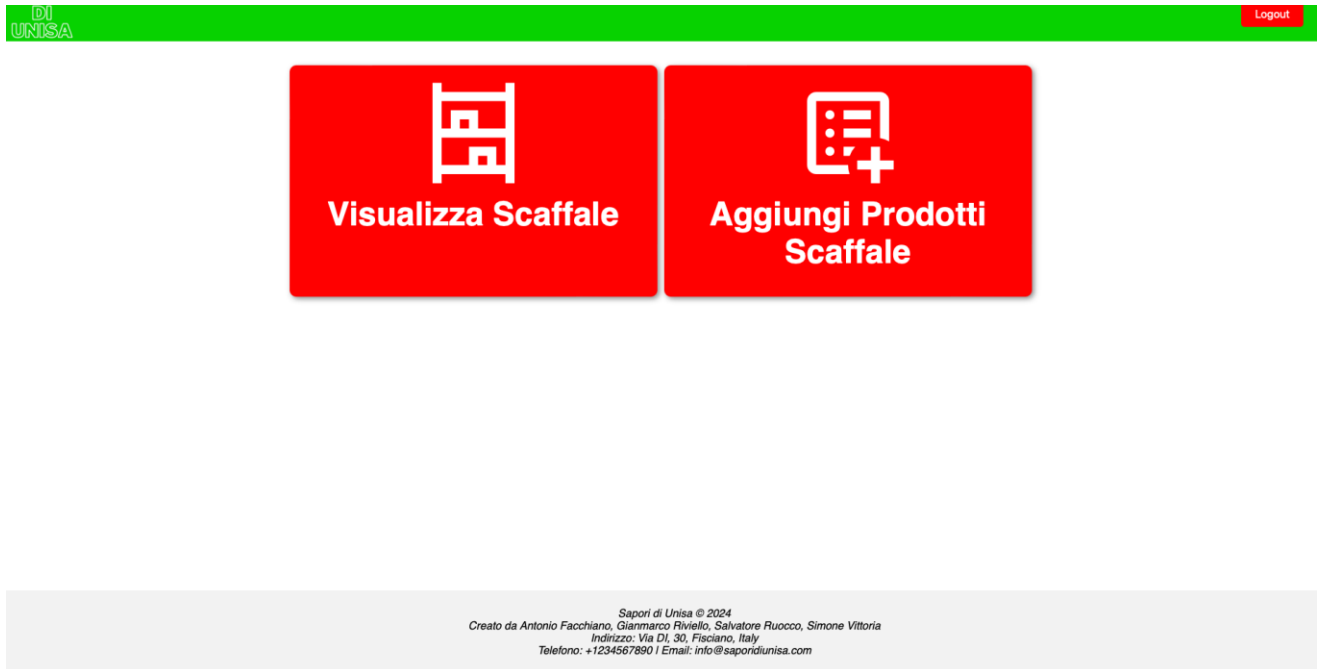 DI
UNISA
Logout
Visualizza Scaffale
Aggiungi Prodotti
Scaffale
Sapori di Unisa © 2024
Creato da Antonio Facchiano, Gianmarco Riviello, Salvatore Ruocco, Simone Vittoria
Indirizzo: Via DI, 30, Fisciano, Italy
Telefono: +1234567890 | Email: info@saporidiunisa.com